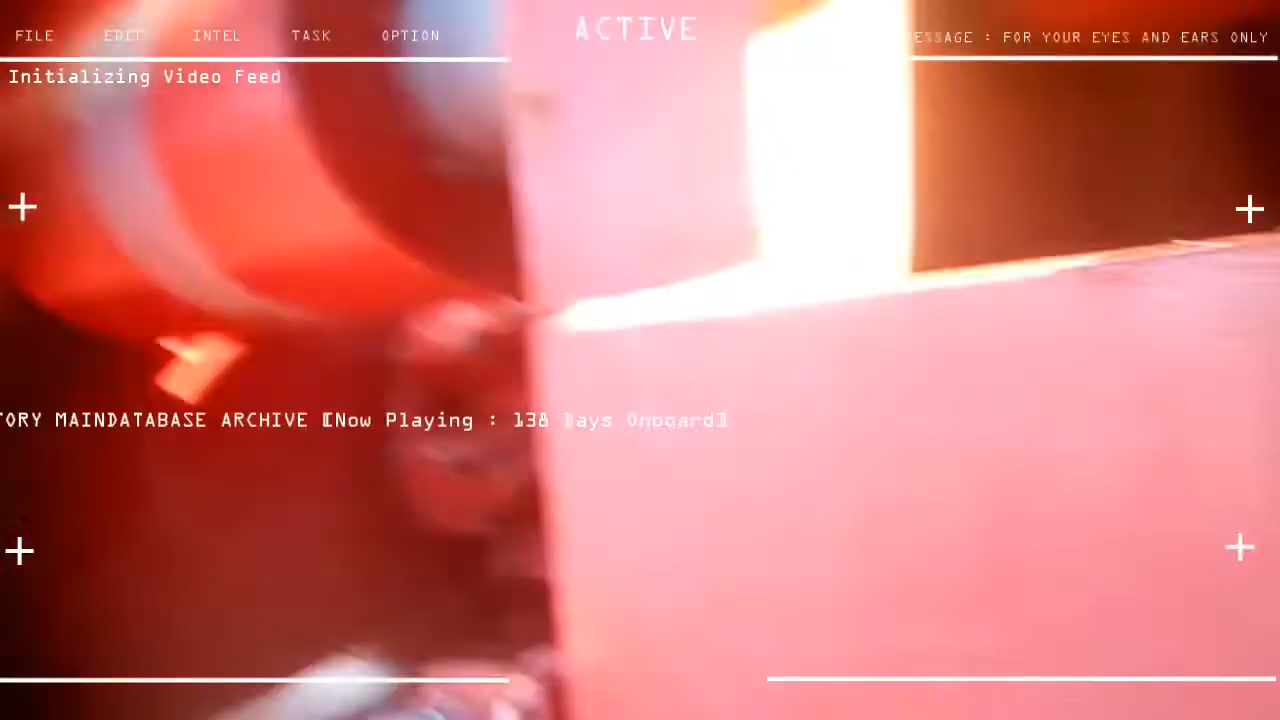 FILE EDIT INTEL TASK OPTION
ACTIVE
ESSAGE : FOR YOUR EYES AND EARS ONLY
Initializing Video Feed
TORY MAINDATABASE ARCHIVE [Now Playing : 138 Days Onboard]